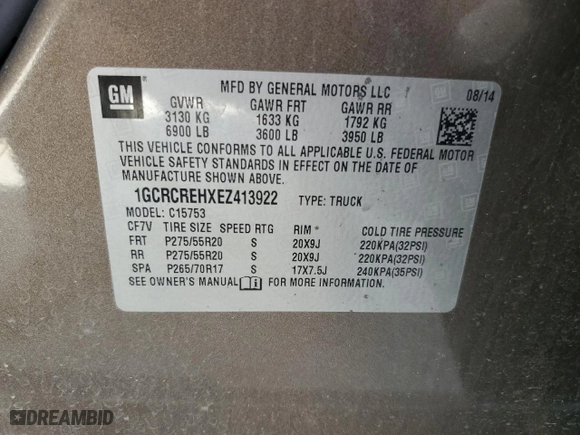 GM
MFD BY GENERAL MOTORS LLC
08/14
GVWR GAWR FRT GAWR RR
3130 KG 1633 KG 1792 KG
6900 LB 3600 LB 3950 LB
THIS VEHICLE CONFORMS TO ALL APPLICABLE U.S. FEDERAL MOTOR
VEHICLE SAFETY STANDARDS IN EFFECT ON THE DATE OF
MANUFACTURE SHOWN ABOVE.
1GCRCREHXEZ413922 TYPE: TRUCK
MODEL: C15753
CF7V TIRE SIZE SPEED RTG RIM COLD TIRE PRESSURE
FRT P275/55R20 S 20X9J 220KPA(32PSI)
RR P275/55R20 S 20X9J 220KPA(32PSI)
SPA P265/70R17 S 17X7.5J 240KPA(35PSI)
SEE OWNER'S MANUAL FOR MORE INFORMATION
DREAMBID